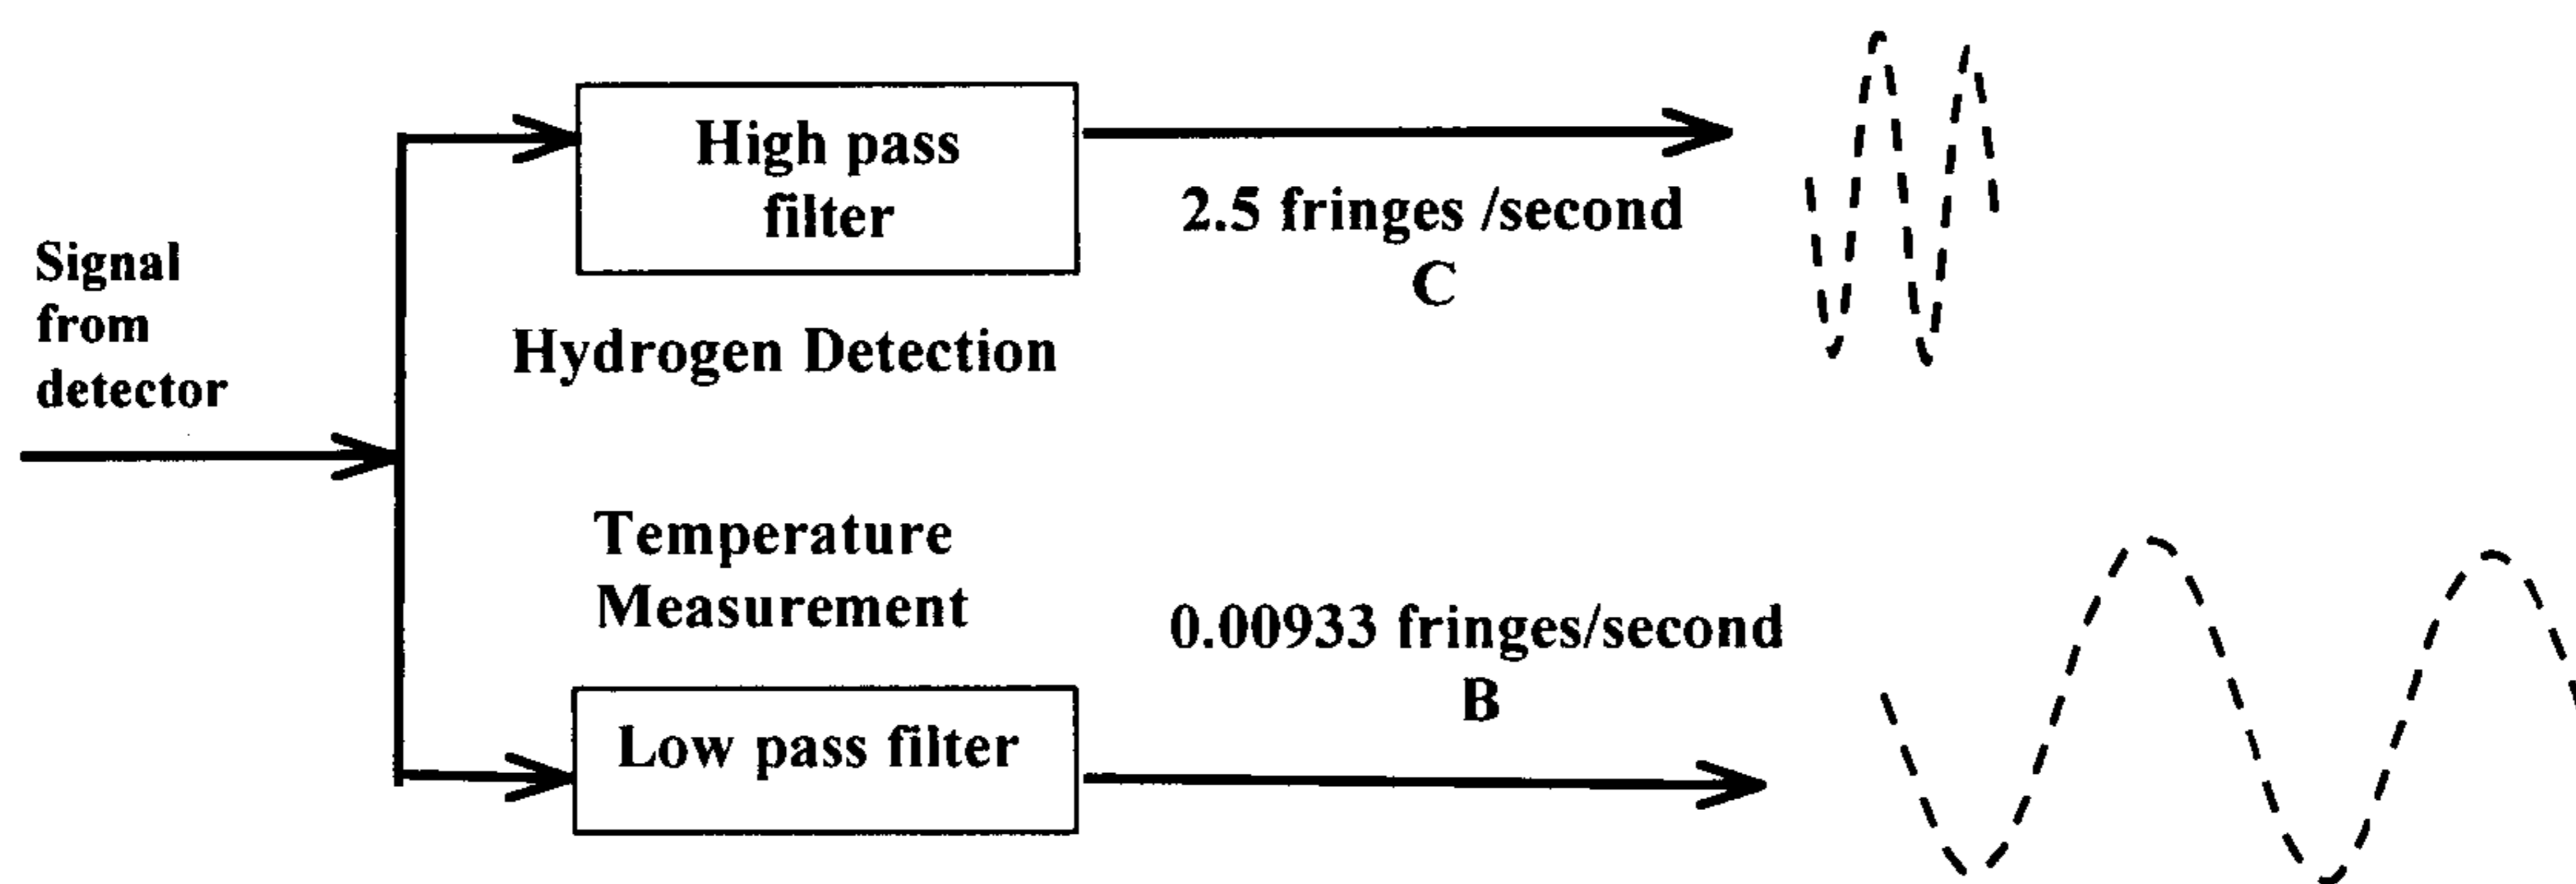 High pass
filter
2.5 fringes /second
C
Signal
from
detector
Hydrogen Detection
Temperature
Measurement
0.00933 fringes/second
B
Low pass filter